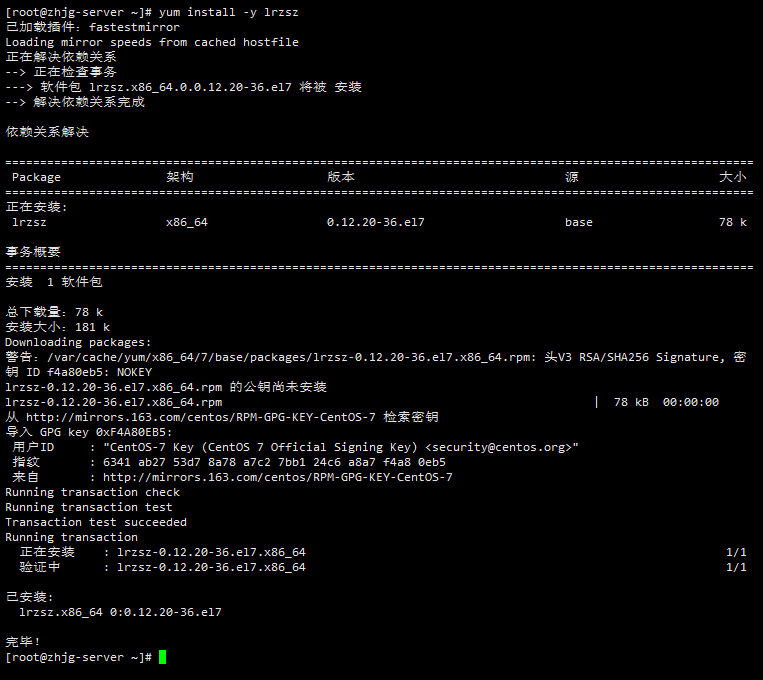 [root@zhjg-server ~]# yum install -y lrzsz
已加载插件：fastestmirror
Loading mirror speeds from cached hostfile
正在解决依赖关系
--> 正在检查事务
---> 软件包 lrzsz.x86_64.0.0.12.20-36.el7 将被 安装
--> 解决依赖关系完成
依赖关系解决
================================================================================
Package 架构 版本 源 大小
================================================================================
正在安装:
lrzsz x86_64 0.12.20-36.el7 base 78 k
事务概要
================================================================================
安装  1 软件包
总下载量：78 k
安装大小：181 k
Downloading packages:
警告：/var/cache/yum/x86_64/7/base/packages/lrzsz-0.12.20-36.el7.x86_64.rpm: 头V3 RSA/SHA256 Signature, 密
钥 ID f4a80eb5: NOKEY
lrzsz-0.12.20-36.el7.x86_64.rpm 的公钥尚未安装
lrzsz-0.12.20-36.el7.x86_64.rpm | 78 kB 00:00:00
从 http://mirrors.163.com/centos/RPM-GPG-KEY-CentOS-7 检索密钥
导入 GPG key 0xF4A80EB5:
用户ID : "CentOS-7 Key (CentOS 7 Official Signing Key) <security@centos.org>"
指纹 : 6341 ab27 53d7 8a78 a7c2 7bb1 24c6 a8a7 f4a8 0eb5
来自 : http://mirrors.163.com/centos/RPM-GPG-KEY-CentOS-7
Running transaction check
Running transaction test
Transaction test succeeded
Running transaction
正在安装 : lrzsz-0.12.20-36.el7.x86_64 1/1
验证中 : lrzsz-0.12.20-36.el7.x86_64 1/1
已安装:
lrzsz.x86_64 0:0.12.20-36.el7
完毕！
[root@zhjg-server ~]#